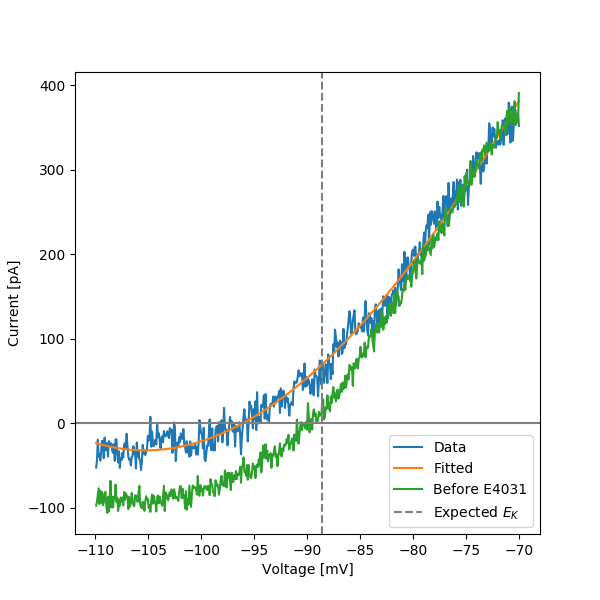 400
300
200
100
0
−100
Current [pA]
Data
Fitted
Before E4031
Expected E_K
−110 −105 −100 −95 −90 −85 −80 −75 −70
Voltage [mV]